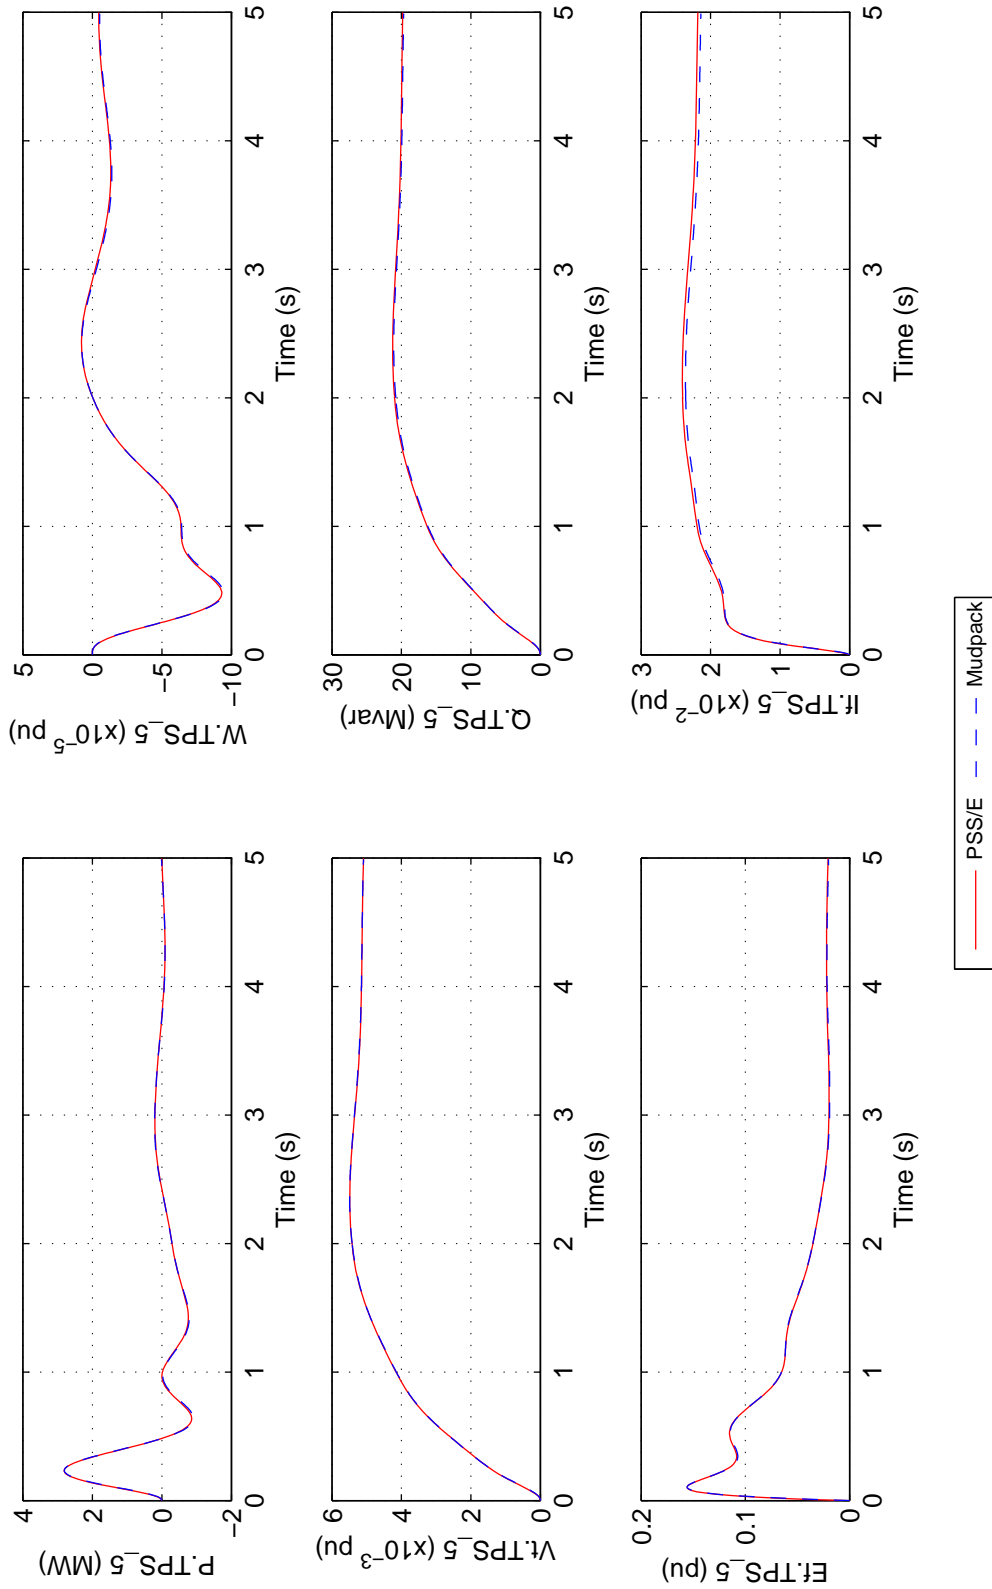 P.TPS_5 (MW)
4
2
0
−2
0 1 2 3 4 5
Time (s)
W.TPS_5 (x10−5 pu)
5
0
−5
−10
0 1 2 3 4 5
Time (s)
Vt.TPS_5 (x10−3 pu)
6
4
2
0
0 1 2 3 4 5
Time (s)
Q.TPS_5 (Mvar)
30
20
10
0
0 1 2 3 4 5
Time (s)
Ef.TPS_5 (pu)
0.2
0.1
0
0 1 2 3 4 5
Time (s)
If.TPS_5 (x10−2 pu)
3
2
1
0
0 1 2 3 4 5
Time (s)
PSS/E
Mudpack